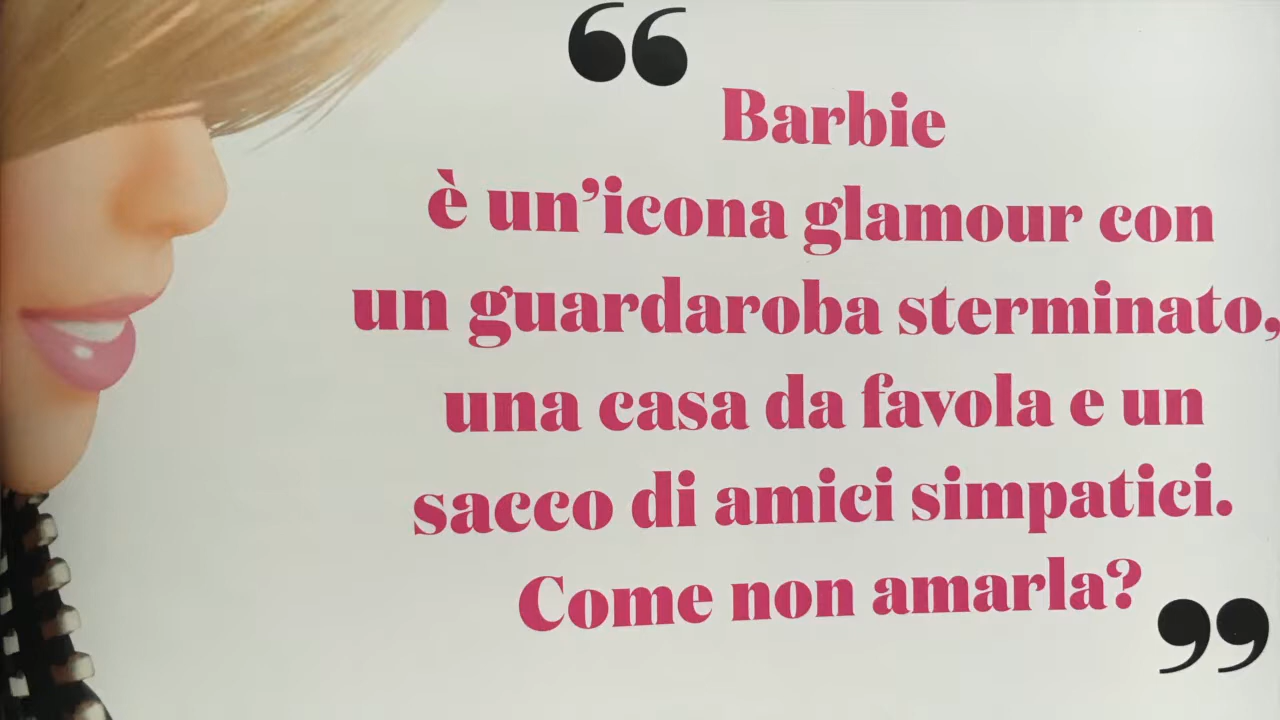 “
Barbie
è un’icona glamour con
un guardaroba sterminato,
una casa da favola e un
sacco di amici simpatici.
Come non amarla?
”